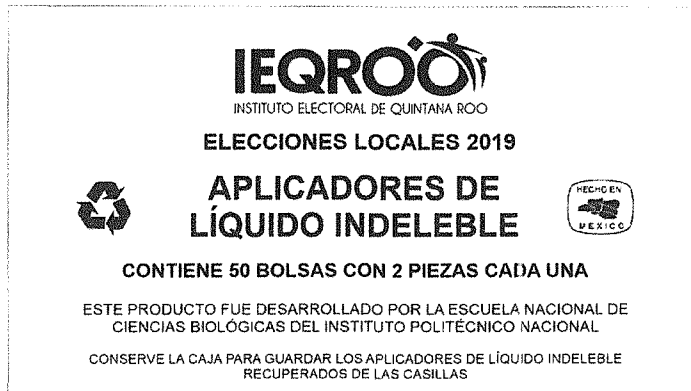 IEQROO
INSTITUTO ELECTORAL DE QUINTANA ROO
ELECCIONES LOCALES 2019
APLICADORES DE
LÍQUIDO INDELEBLE
HECHO EN
MEXICO
CONTIENE 50 BOLSAS CON 2 PIEZAS CADA UNA
ESTE PRODUCTO FUE DESARROLLADO POR LA ESCUELA NACIONAL DE
CIENCIAS BIOLÓGICAS DEL INSTITUTO POLITÉCNICO NACIONAL
CONSERVE LA CAJA PARA GUARDAR LOS APLICADORES DE LÍQUIDO INDELEBLE
RECUPERADOS DE LAS CASILLAS